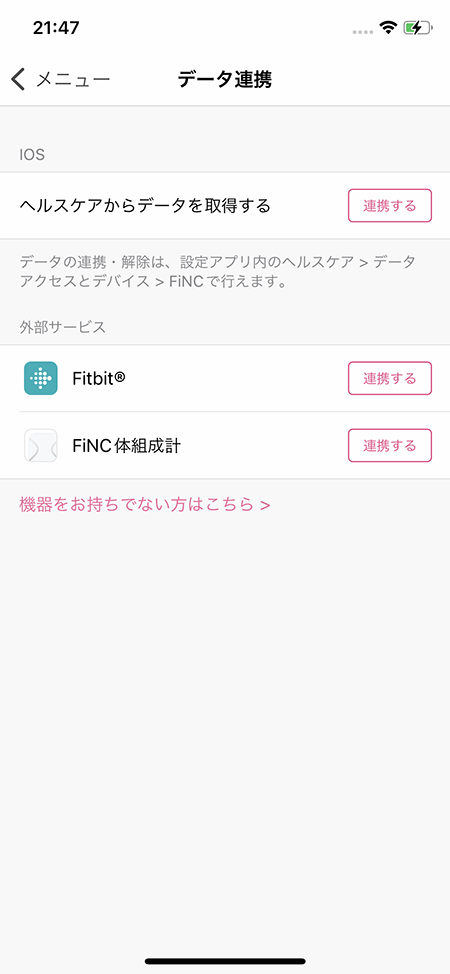 21:47
メニュー
データ連携
IOS
ヘルスケアからデータを取得する
連携する
データの連携・解除は、設定アプリ内のヘルスケア > データ
アクセスとデバイス > FiNCで行えます。
外部サービス
Fitbit®
連携する
FiNC体組成計
連携する
機器をお持ちでない方はこちら >